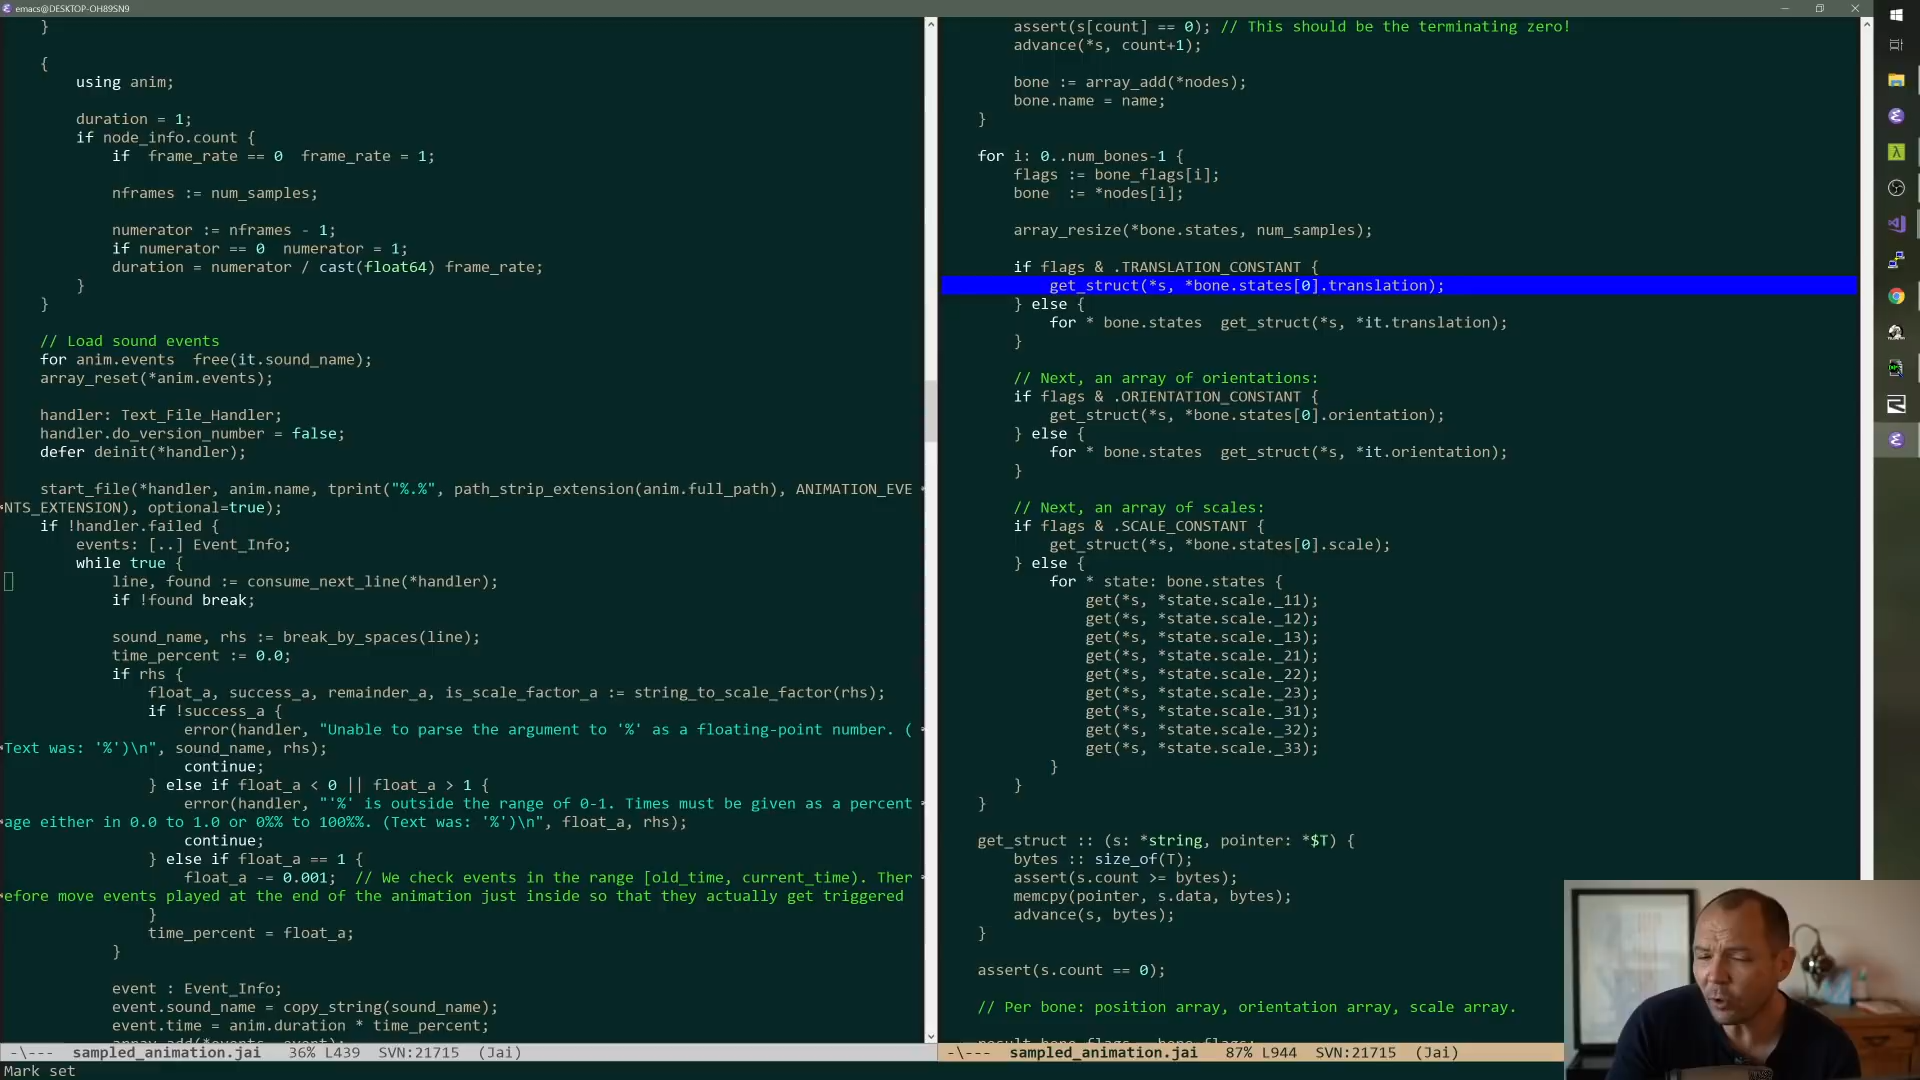 emacs@DESKTOP-OH89SN9
}
{
using anim;
duration = 1;
if node_info.count {
if  frame_rate == 0  frame_rate = 1;
nframes := num_samples;
numerator := nframes - 1;
if numerator == 0  numerator = 1;
duration = numerator / cast(float64) frame_rate;
}
}
// Load sound events
for anim.events  free(it.sound_name);
array_reset(*anim.events);
handler: Text_File_Handler;
handler.do_version_number = false;
defer deinit(*handler);
start_file(*handler, anim.name, tprint("%.%", path_strip_extension(anim.full_path), ANIMATION_EVE
NTS_EXTENSION), optional=true);
if !handler.failed {
events: [..] Event_Info;
while true {
line, found := consume_next_line(*handler);
if !found break;
sound_name, rhs := break_by_spaces(line);
time_percent := 0.0;
if rhs {
float_a, success_a, remainder_a, is_scale_factor_a := string_to_scale_factor(rhs);
if !success_a {
error(handler, "Unable to parse the argument to '%' as a floating-point number. (
Text was: '%')\n", sound_name, rhs);
continue;
} else if float_a < 0 || float_a > 1 {
error(handler, "'%' is outside the range of 0-1. Times must be given as a percent
age either in 0.0 to 1.0 or 0%% to 100%%. (Text was: '%')\n", float_a, rhs);
continue;
} else if float_a == 1 {
float_a -= 0.001;  // We check events in the range [old_time, current_time). Ther
efore move events played at the end of the animation just inside so that they actually get triggered
}
time_percent = float_a;
}
event : Event_Info;
event.sound_name = copy_string(sound_name);
event.time = anim.duration * time_percent;
array_add(*events, event);
-\---  sampled_animation.jai   36% L439  SVN:21715  (Jai)
Mark set
assert(s[count] == 0); // This should be the terminating zero!
advance(*s, count+1);
bone := array_add(*nodes);
bone.name = name;
}
for i: 0..num_bones-1 {
flags := bone_flags[i];
bone  := *nodes[i];
array_resize(*bone.states, num_samples);
if flags & .TRANSLATION_CONSTANT {
get_struct(*s, *bone.states[0].translation);
} else {
for * bone.states  get_struct(*s, *it.translation);
}
// Next, an array of orientations:
if flags & .ORIENTATION_CONSTANT {
get_struct(*s, *bone.states[0].orientation);
} else {
for * bone.states  get_struct(*s, *it.orientation);
}
// Next, an array of scales:
if flags & .SCALE_CONSTANT {
get_struct(*s, *bone.states[0].scale);
} else {
for * state: bone.states {
get(*s, *state.scale._11);
get(*s, *state.scale._12);
get(*s, *state.scale._13);
get(*s, *state.scale._21);
get(*s, *state.scale._22);
get(*s, *state.scale._23);
get(*s, *state.scale._31);
get(*s, *state.scale._32);
get(*s, *state.scale._33);
}
}
}
get_struct :: (s: *string, pointer: *$T) {
bytes :: size_of(T);
assert(s.count >= bytes);
memcpy(pointer, s.data, bytes);
advance(s, bytes);
}
assert(s.count == 0);
// Per bone: position array, orientation array, scale array.
result.bone_flags = bone_flags;
-\---  sampled_animation.jai   87% L944  SVN:21715  (Jai)